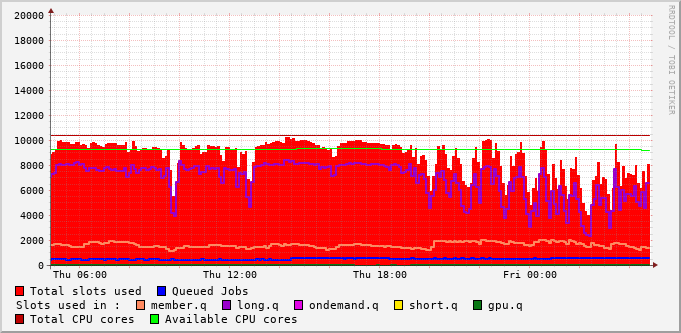 RRDTOOL / TOBI OETIKER
20000
18000
16000
14000
12000
10000
8000
6000
4000
2000
0
Thu 06:00 Thu 12:00 Thu 18:00 Fri 00:00
Total slots used Queued Jobs
Slots used in : member.q long.q ondemand.q short.q gpu.q
Total CPU cores Available CPU cores